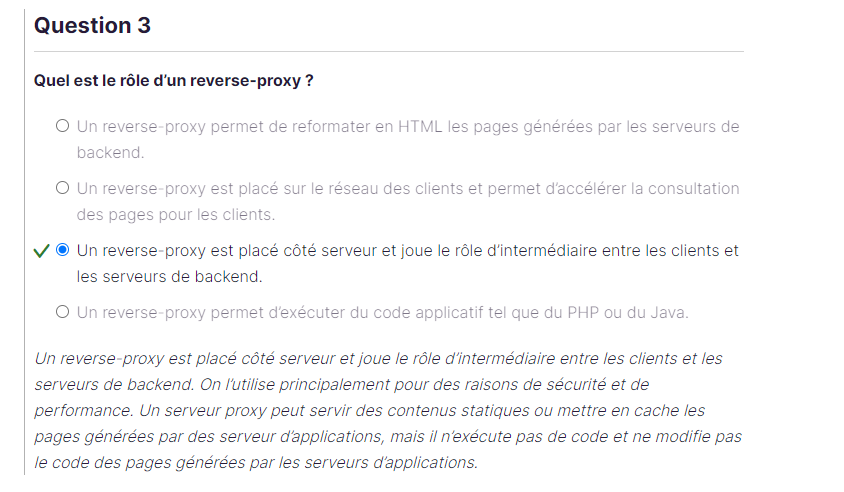 Question 3
Quel est le rôle d’un reverse-proxy ?
Un reverse-proxy permet de reformater en HTML les pages générées par les serveurs de
backend.
Un reverse-proxy est placé sur le réseau des clients et permet d’accélérer la consultation
des pages pour les clients.
Un reverse-proxy est placé côté serveur et joue le rôle d’intermédiaire entre les clients et
les serveurs de backend.
Un reverse-proxy permet d’exécuter du code applicatif tel que du PHP ou du Java.
Un reverse-proxy est placé côté serveur et joue le rôle d’intermédiaire entre les clients et les
serveurs de backend. On l’utilise principalement pour des raisons de sécurité et de
performance. Un serveur proxy peut servir des contenus statiques ou mettre en cache les
pages générées par des serveur d’applications, mais il n’exécute pas de code et ne modifie pas
le code des pages générées par les serveurs d’applications.